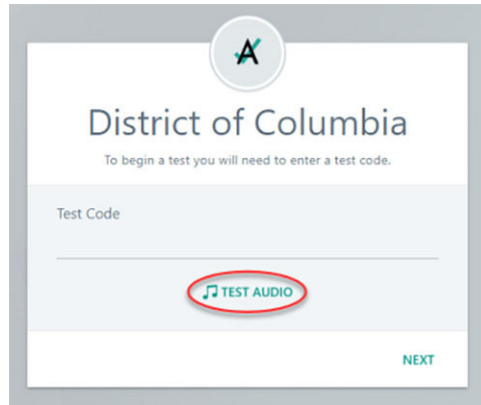 District of Columbia
To begin a test you will need to enter a test code.
Test Code
TEST AUDIO
NEXT